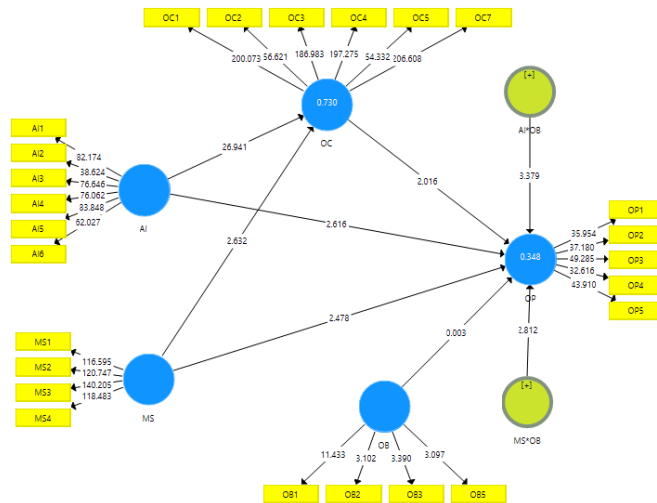 OC1 OC2 OC3 OC4 OC5 OC7
200.073 56.621 186.983 197.275 54.332 206.608
0.730
OC
[+]
AI*OB
AI1
AI2
AI3
AI4
AI5
AI6
82.174
38.624
76.646
76.062
83.848
62.027
AI
26.941
2.016
3.379
2.616
2.632
0.348
OP
35.954
37.180
49.285
32.616
43.910
OP1
OP2
OP3
OP4
OP5
2.478
0.003
2.812
MS1
MS2
MS3
MS4
116.595
120.747
140.205
118.483
MS
OB
[+]
MS*OB
11.433 3.102 3.390 3.097
OB1 OB2 OB3 OB5